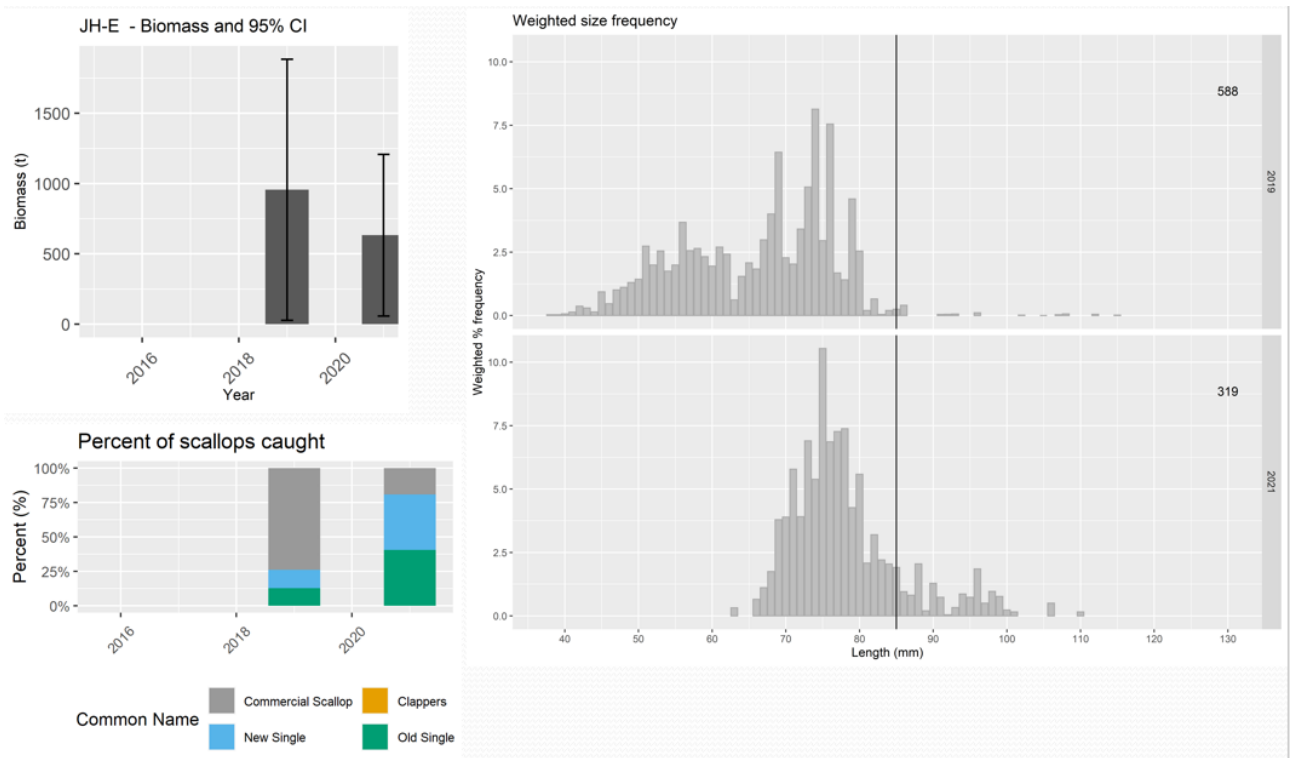 JH-E - Biomass and 95% CI
1500
1000
500
0
Biomass (t)
2016
2018
2020
Year
Percent of scallops caught
100%
75%
50%
25%
0%
Percent (%)
2016
2018
2020
Common Name
Commercial Scallop
Clappers
New Single
Old Single
Weighted size frequency
10.0
7.5
5.0
2.5
0.0
588
2019
Weighted % frequency
10.0
7.5
5.0
2.5
0.0
319
2021
40 50 60 70 80 90 100 110 120 130
Length (mm)